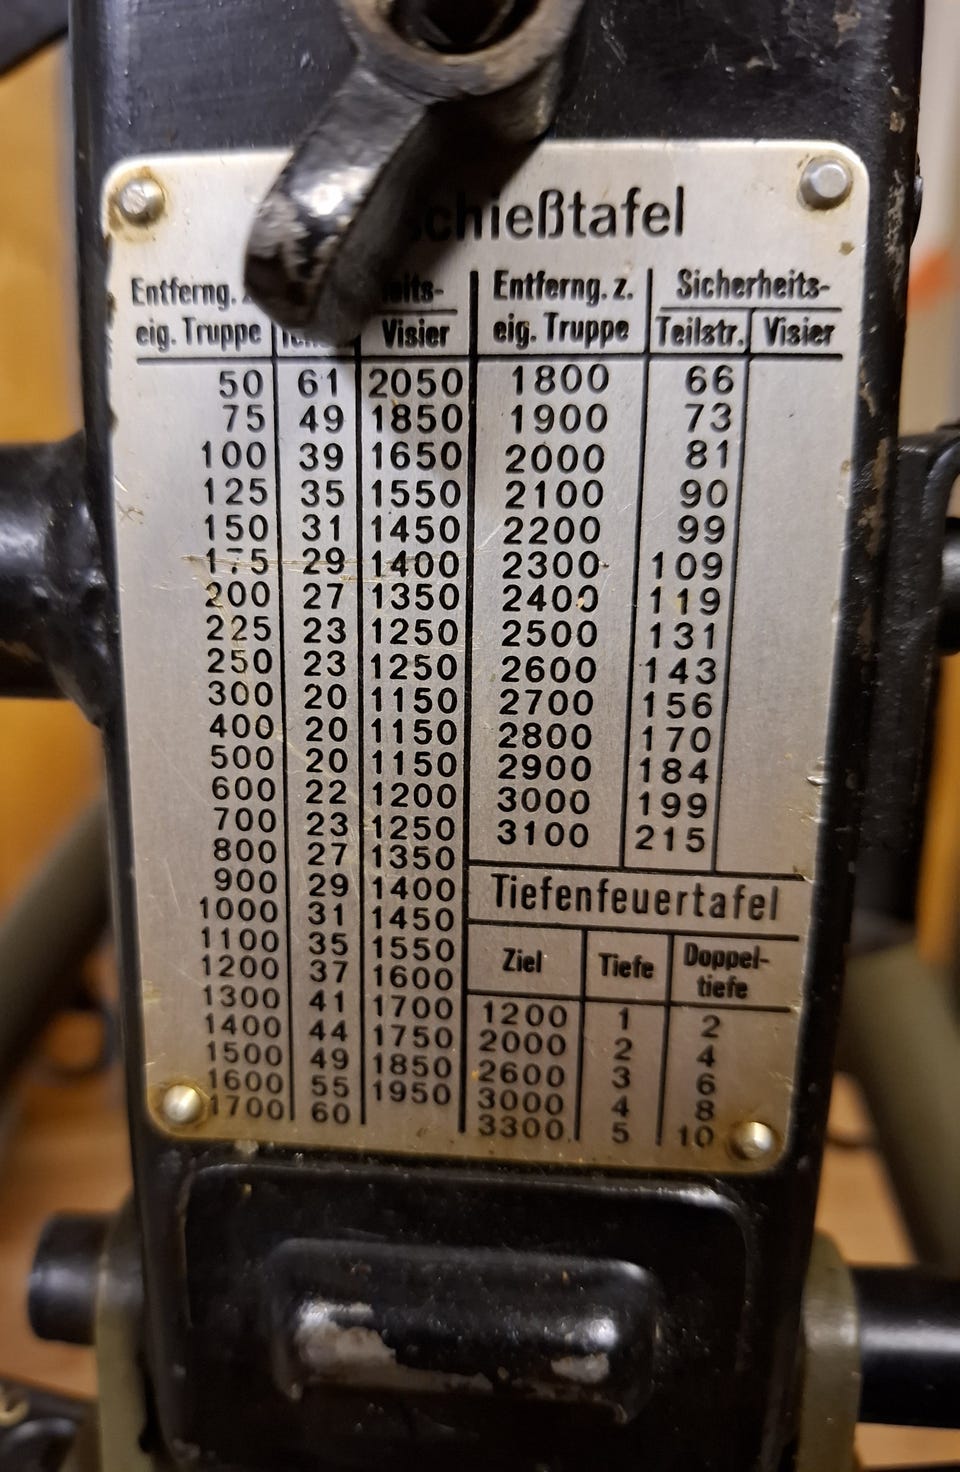 chießtafel
Entferng. eits-
eig. Truppe Visier
50 61 2050
75 49 1850
100 39 1650
125 35 1550
150 31 1450
175 29 1400
200 27 1350
225 23 1250
250 23 1250
300 20 1150
400 20 1150
500 20 1150
600 22 1200
700 23 1250
800 27 1350
900 29 1400
1000 31 1450
1100 35 1550
1200 37 1600
1300 41 1700
1400 44 1750
1500 49 1850
1600 55 1950
1700 60
Entferng. z. Sicherheits-
eig. Truppe Teilstr. Visier
1800 66
1900 73
2000 81
2100 90
2200 99
2300 109
2400 119
2500 131
2600 143
2700 156
2800 170
2900 184
3000 199
3100 215
Tiefenfeuertafel
Ziel Tiefe Doppel-
tiefe
1200 1 2
2000 2 4
2600 3 6
3000 4 8
3300 5 10